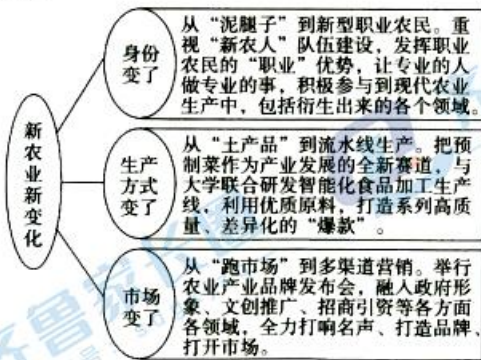 新农业新变化
身份
变了
从“泥腿子”到新型职业农民。重
视“新农人”队伍建设，发挥职业
农民的“职业”优势，让专业的人
做专业的事，积极参与到现代农业
生产中，包括衍生出来的各个领域。
生产
方式
变了
从“土产品”到流水线生产。把预
制菜作为产业发展的全新赛道，与
大学联合研发智能化食品加工生产
线，利用优质原料，打造系列高质
量、差异化的“爆款”。
市场
变了
从“跑市场”到多渠道营销。举行
农业产业品牌发布会，融入政府形
象、文创推广、招商引资等各方面
各领域，全力打响名声、打造品牌、
打开市场。
齐鲁家长圈